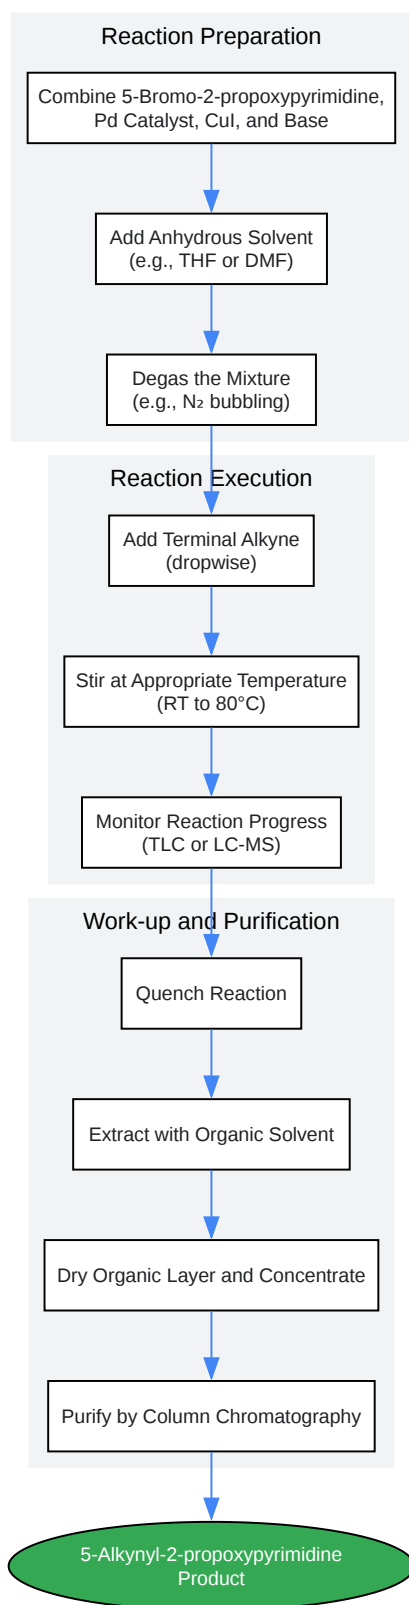 Reaction Preparation
Combine 5-Bromo-2-propoxypyrimidine,
Pd Catalyst, CuI, and Base
Add Anhydrous Solvent
(e.g., THF or DMF)
Degas the Mixture
(e.g., N₂ bubbling)
Reaction Execution
Add Terminal Alkyne
(dropwise)
Stir at Appropriate Temperature
(RT to 80°C)
Monitor Reaction Progress
(TLC or LC-MS)
Work-up and Purification
Quench Reaction
Extract with Organic Solvent
Dry Organic Layer and Concentrate
Purify by Column Chromatography
5-Alkynyl-2-propoxypyrimidine
Product